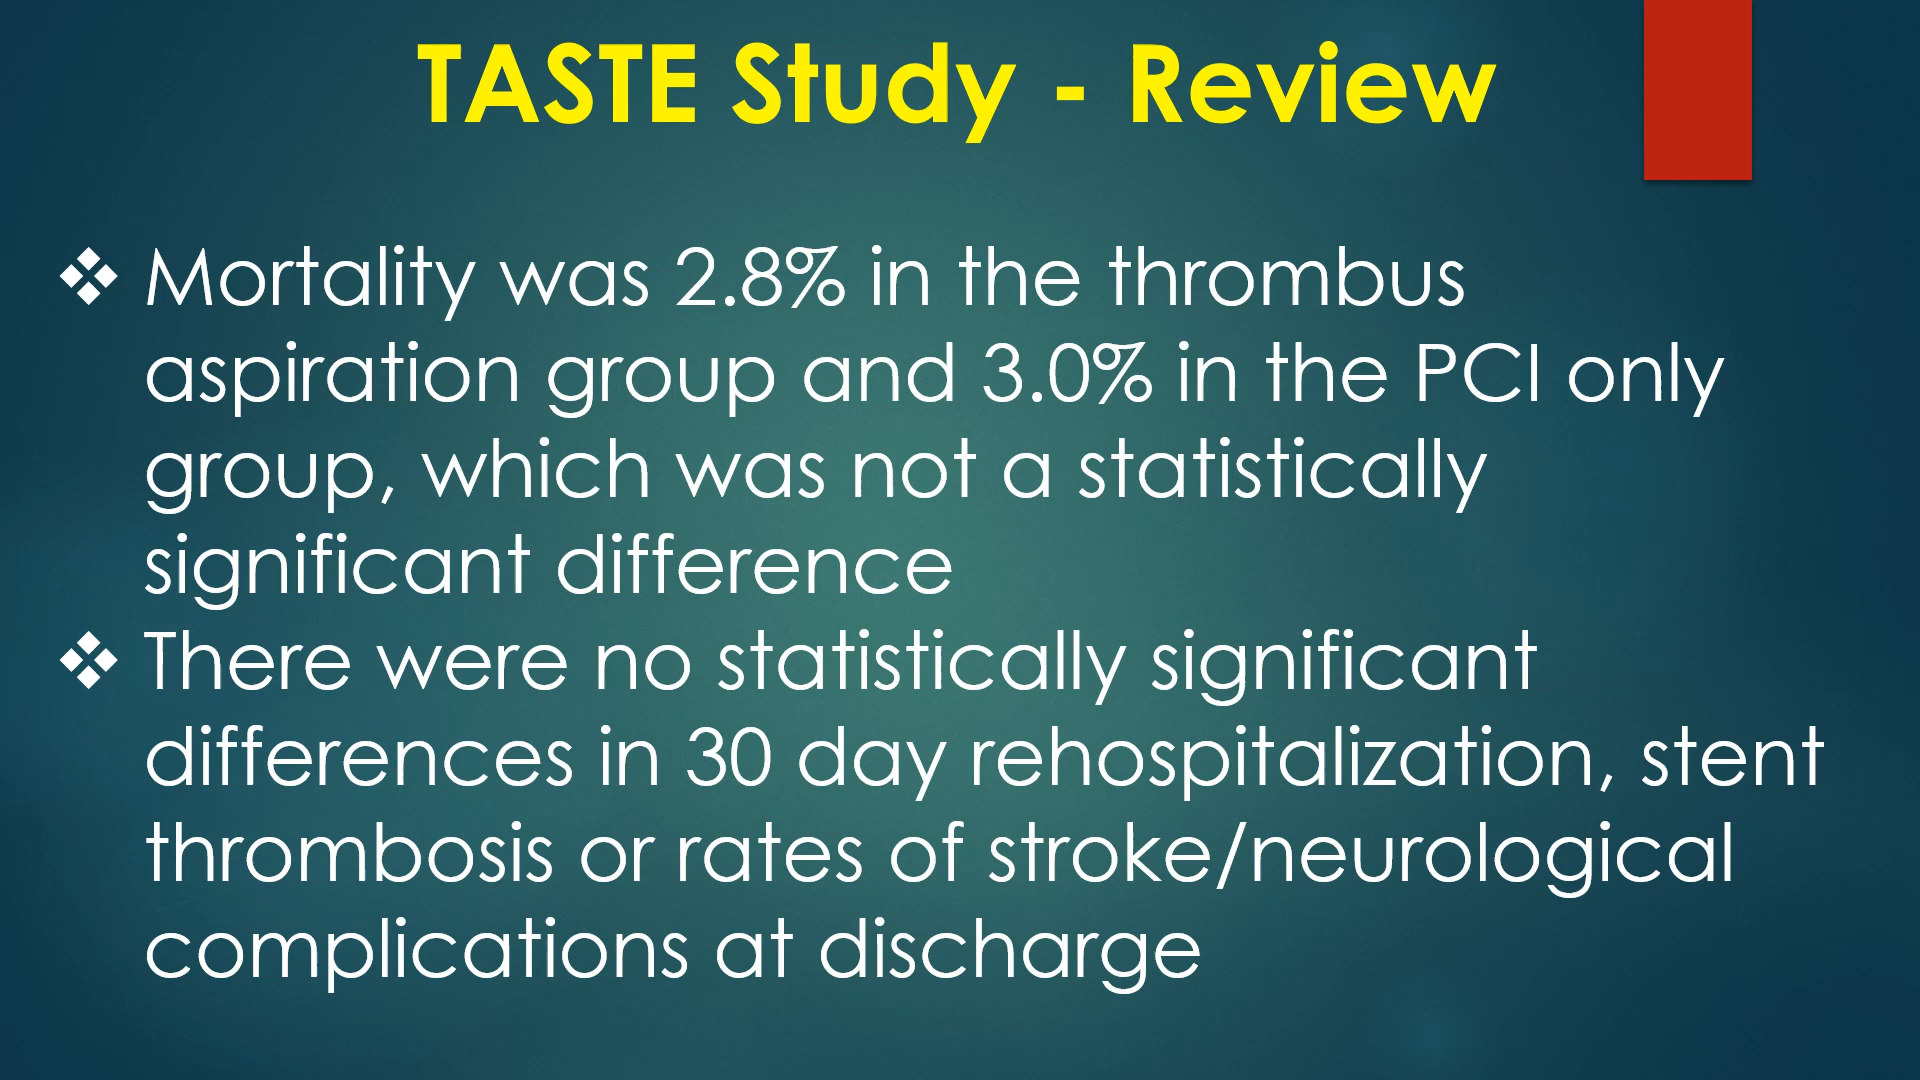 TASTE Study - Review
❖ Mortality was 2.8% in the thrombus
aspiration group and 3.0% in the PCI only
group, which was not a statistically
significant difference
❖ There were no statistically significant
differences in 30 day rehospitalization, stent
thrombosis or rates of stroke/neurological
complications at discharge